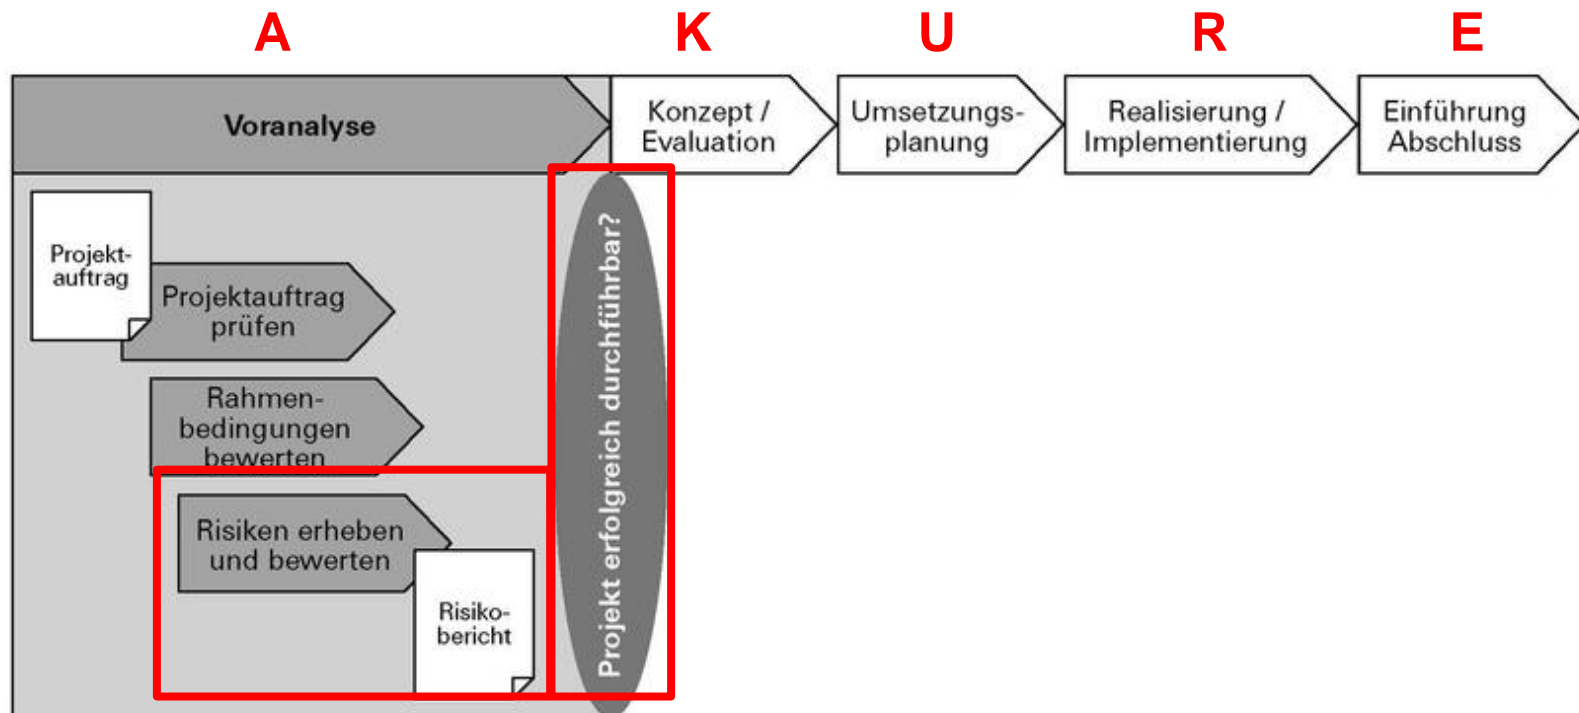 A
K
U
R
E
Voranalyse
Konzept /
Evaluation
Umsetzungs-
planung
Realisierung /
Implementierung
Einführung
Abschluss
Projekt-
auftrag
Projektauftrag
prüfen
Rahmen-
bedingungen
bewerten
Risiken erheben
und bewerten
Risiko-
bericht
Projekt erfolgreich durchführbar?